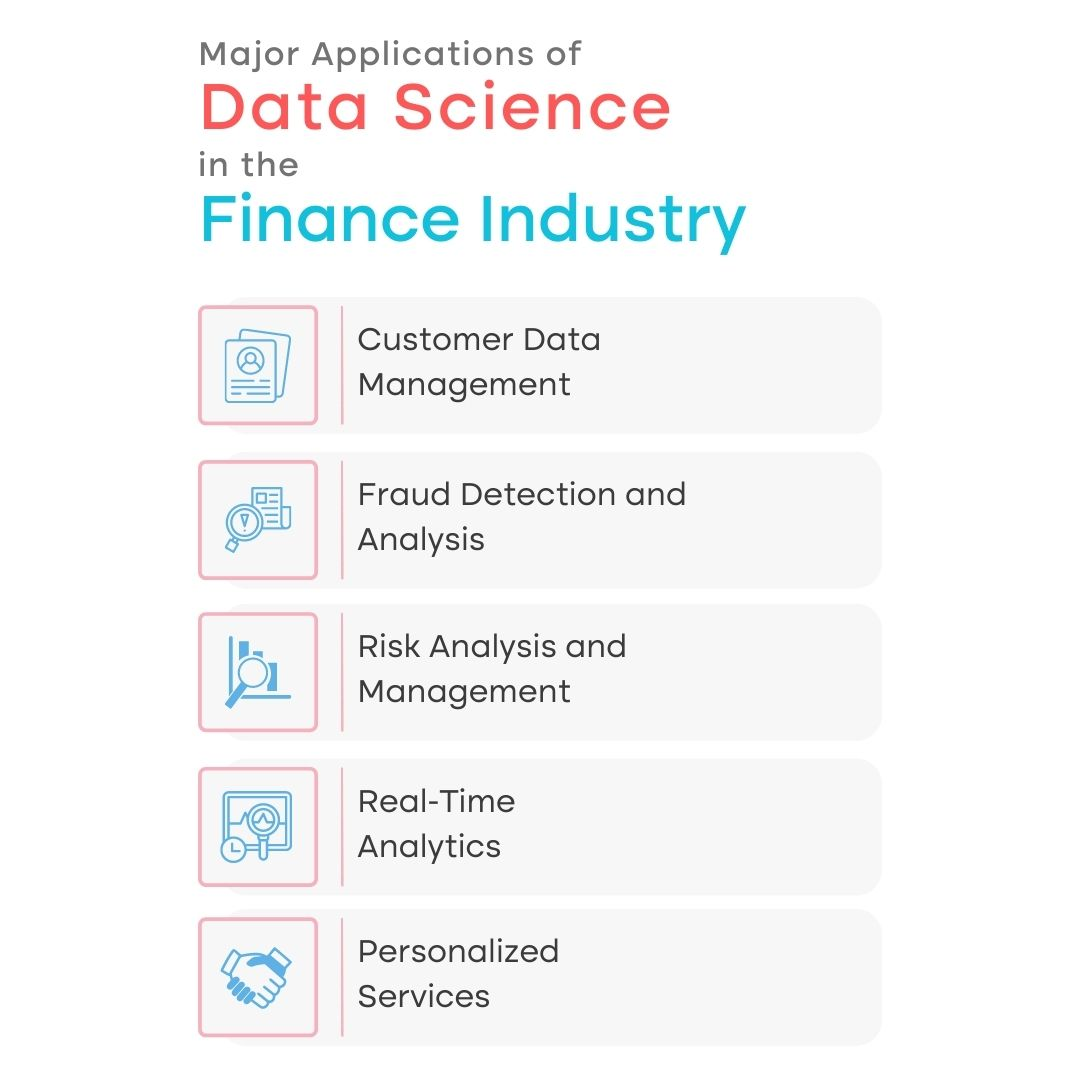 Major Applications of
Data Science
in the
Finance Industry
Customer Data
Management
Fraud Detection and
Analysis
Risk Analysis and
Management
Real-Time
Analytics
Personalized
Services